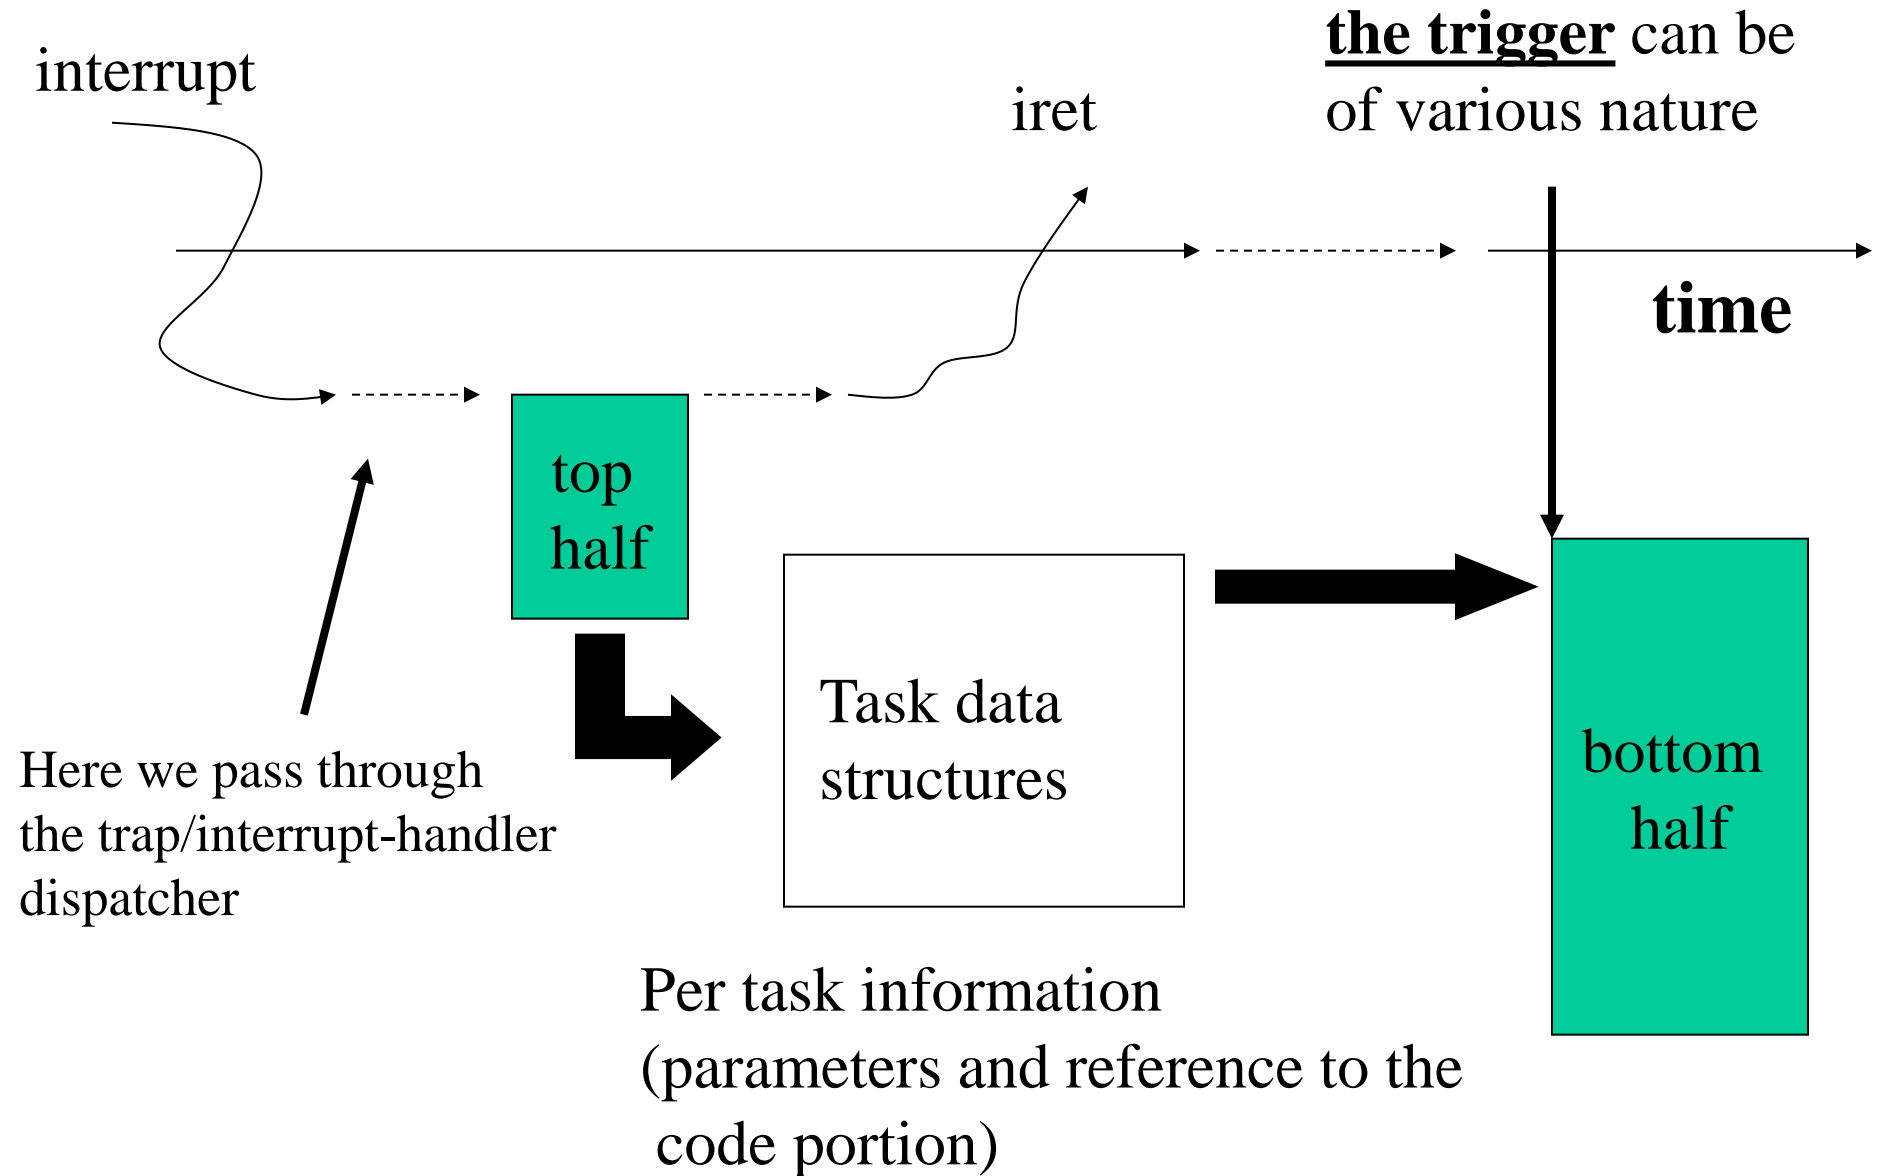 interrupt
iret
the trigger can be
of various nature
time
top
half
Here we pass through
the trap/interrupt-handler
dispatcher
Task data
structures
bottom
half
Per task information
(parameters and reference to the
code portion)